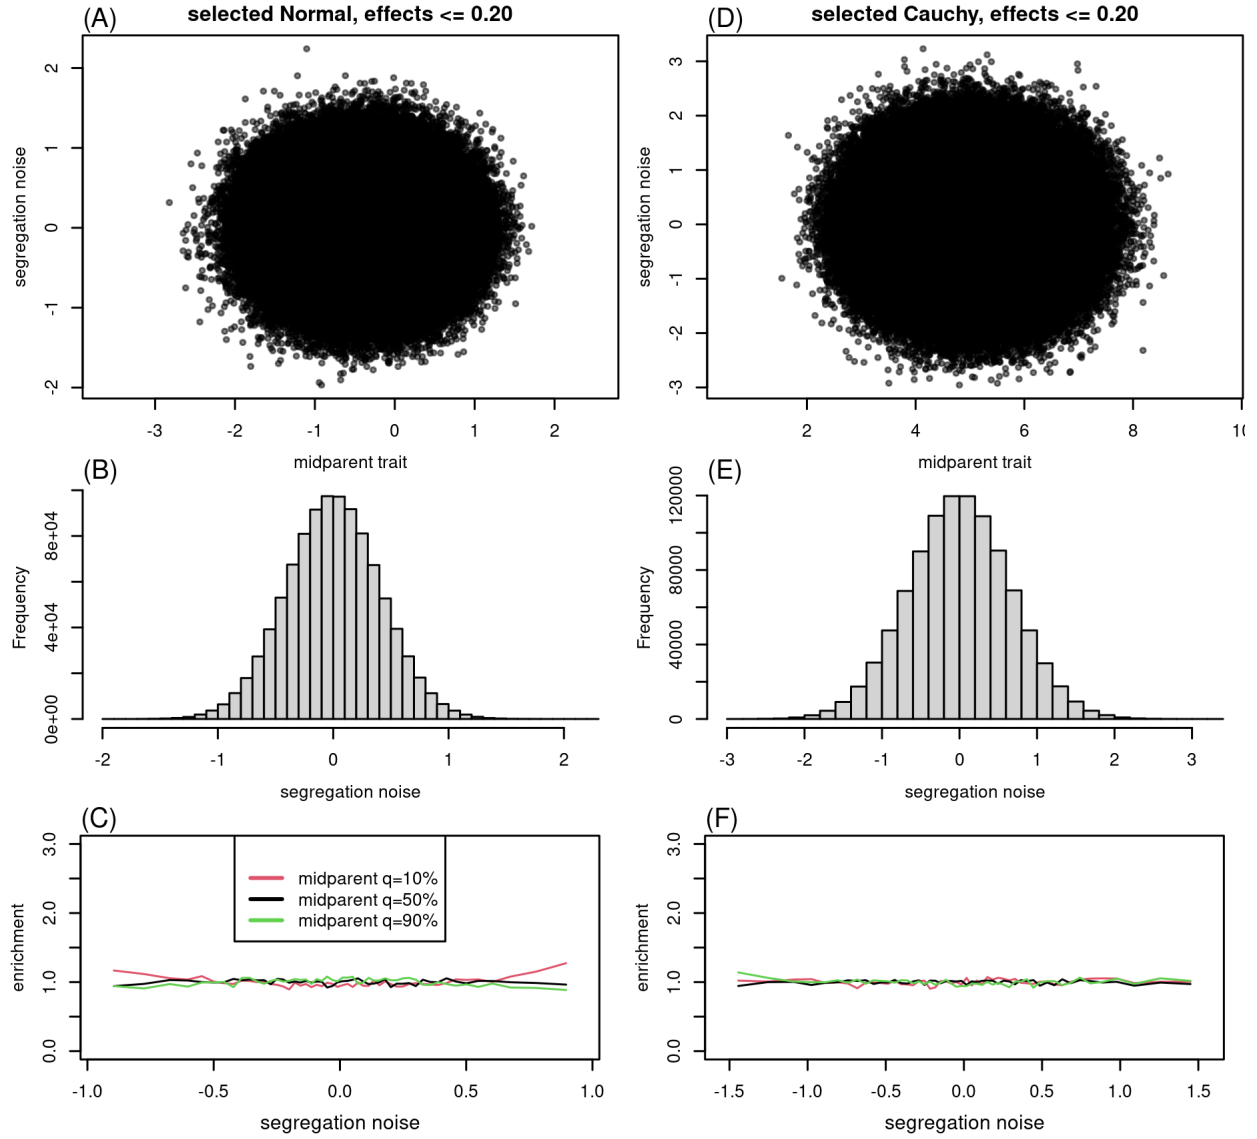 (A) selected Normal, effects <= 0.20
segregation noise
2
1
0
-1
-2
-3 -2 -1 0 1 2
midparent trait
(D) selected Cauchy, effects <= 0.20
segregation noise
3
2
1
0
-1
-2
-3
2 4 6 8 10
midparent trait
(B)
Frequency
8e+04
4e+04
0e+00
-2 -1 0 1 2
segregation noise
(E)
Frequency
120000
80000
40000
0
-3 -2 -1 0 1 2 3
segregation noise
(C)
enrichment
3.0
2.0
1.0
0.0
midparent q=10%
midparent q=50%
midparent q=90%
-1.0 -0.5 0.0 0.5 1.0
segregation noise
(F)
enrichment
3.0
2.0
1.0
0.0
-1.5 -1.0 -0.5 0.0 0.5 1.0 1.5
segregation noise